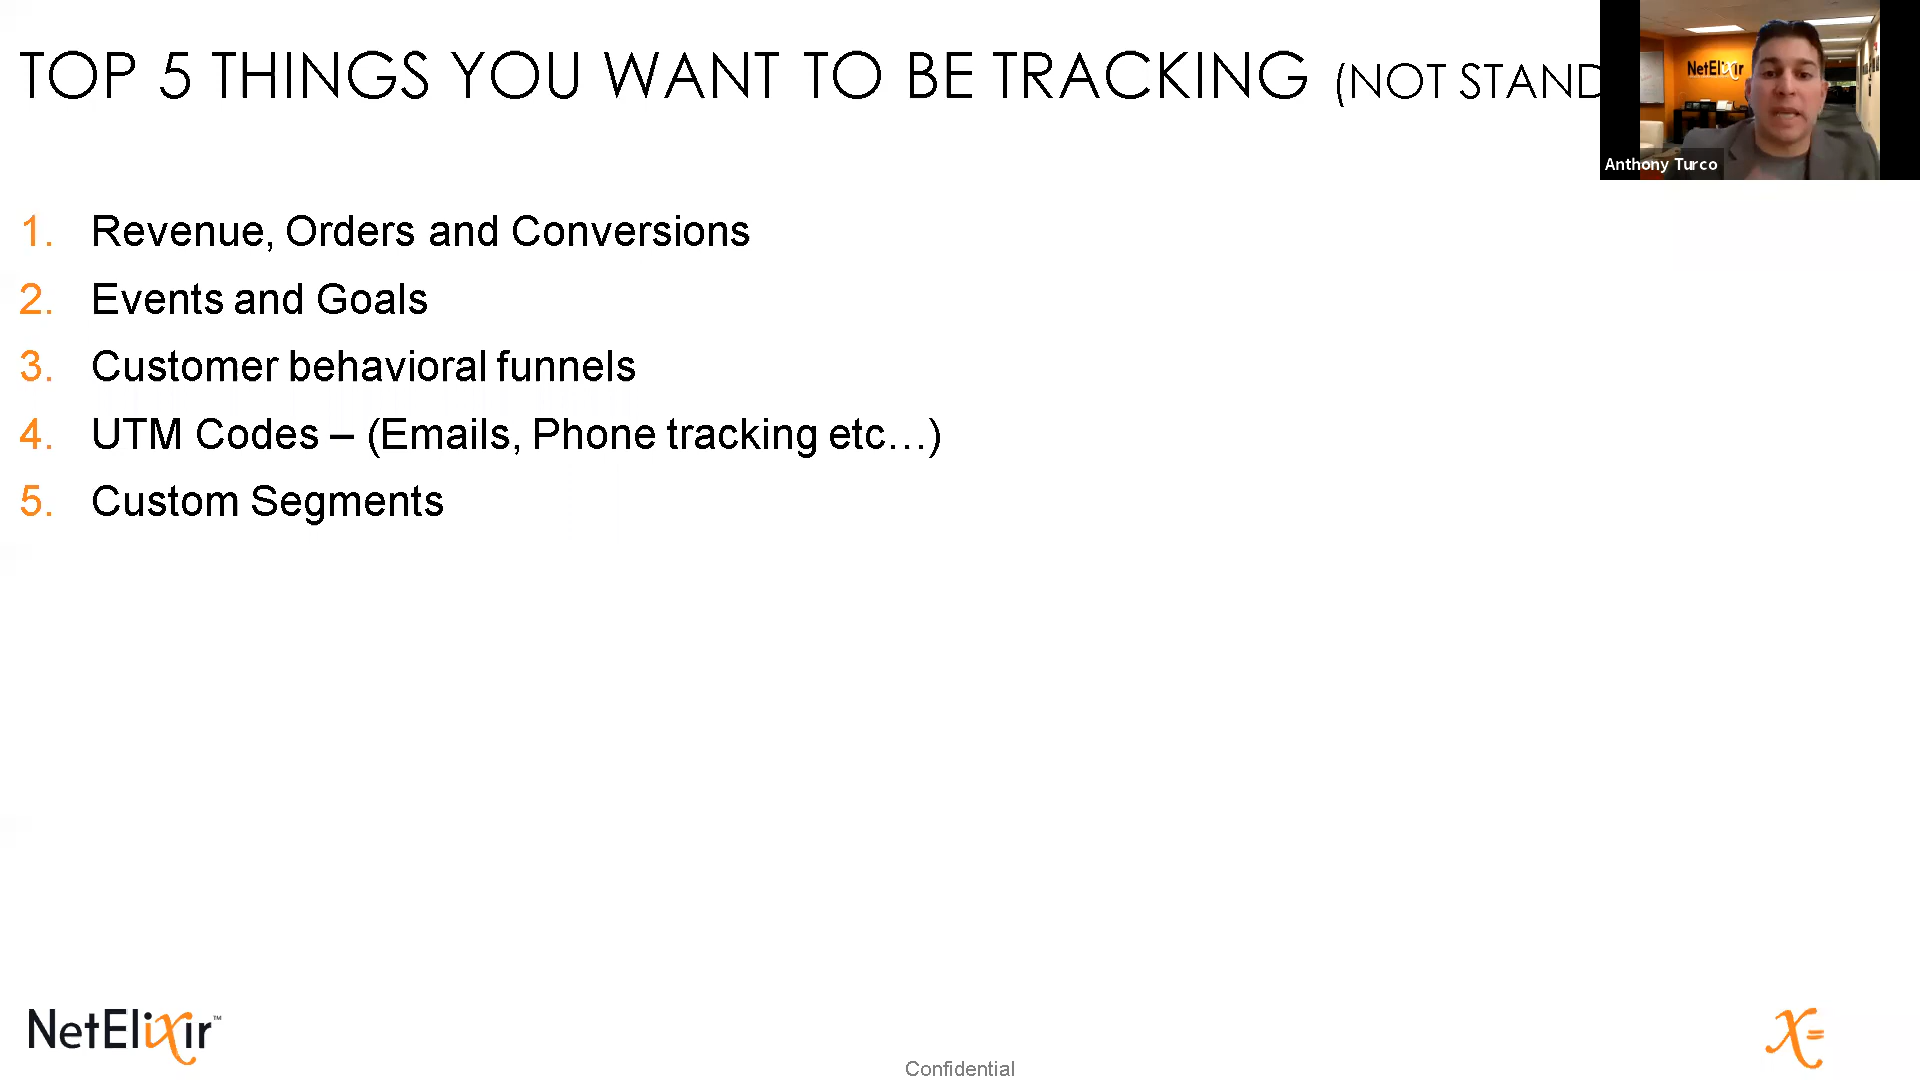 TOP 5 THINGS YOU WANT TO BE TRACKING (NOT STAND
NetElixir
Anthony Turco
1. Revenue, Orders and Conversions
2. Events and Goals
3. Customer behavioral funnels
4. UTM Codes – (Emails, Phone tracking etc…)
5. Custom Segments
NetElixir™
X=
Confidential